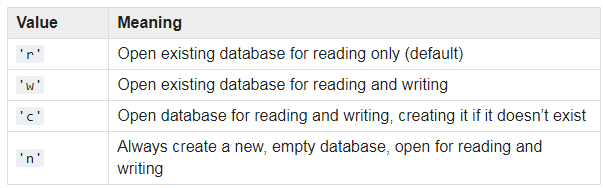 Value Meaning
'r' Open existing database for reading only (default)
'w' Open existing database for reading and writing
'c' Open database for reading and writing, creating it if it doesn’t exist
'n' Always create a new, empty database, open for reading and
writing